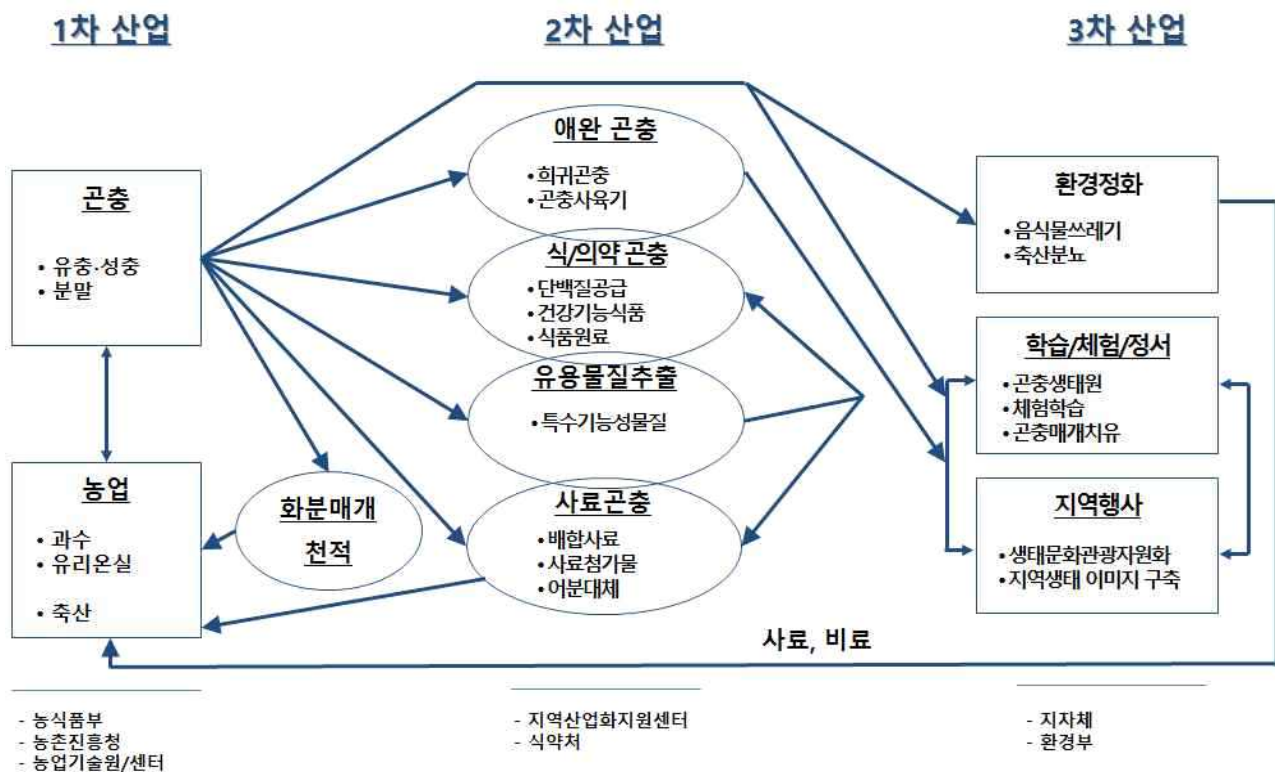 1차 산업
2차 산업
3차 산업
곤충
• 유충·성충
• 분말
농업
• 과수
• 유리온실
• 축산
화분매개
천적
애완 곤충
• 희귀곤충
• 곤충사육기
식/의약 곤충
• 단백질공급
• 건강기능식품
• 식품원료
유용물질추출
• 특수기능성물질
사료곤충
• 배합사료
• 사료첨가물
• 어분대체
환경정화
• 음식물쓰레기
• 축산분뇨
학습/체험/정서
• 곤충생태원
• 체험학습
• 곤충매개치유
지역행사
• 생태문화관광자원화
• 지역생태 이미지 구축
사료, 비료
- 농식품부
- 농촌진흥청
- 농업기술원/센터
- 지역산업화지원센터
- 식약처
- 지자체
- 환경부